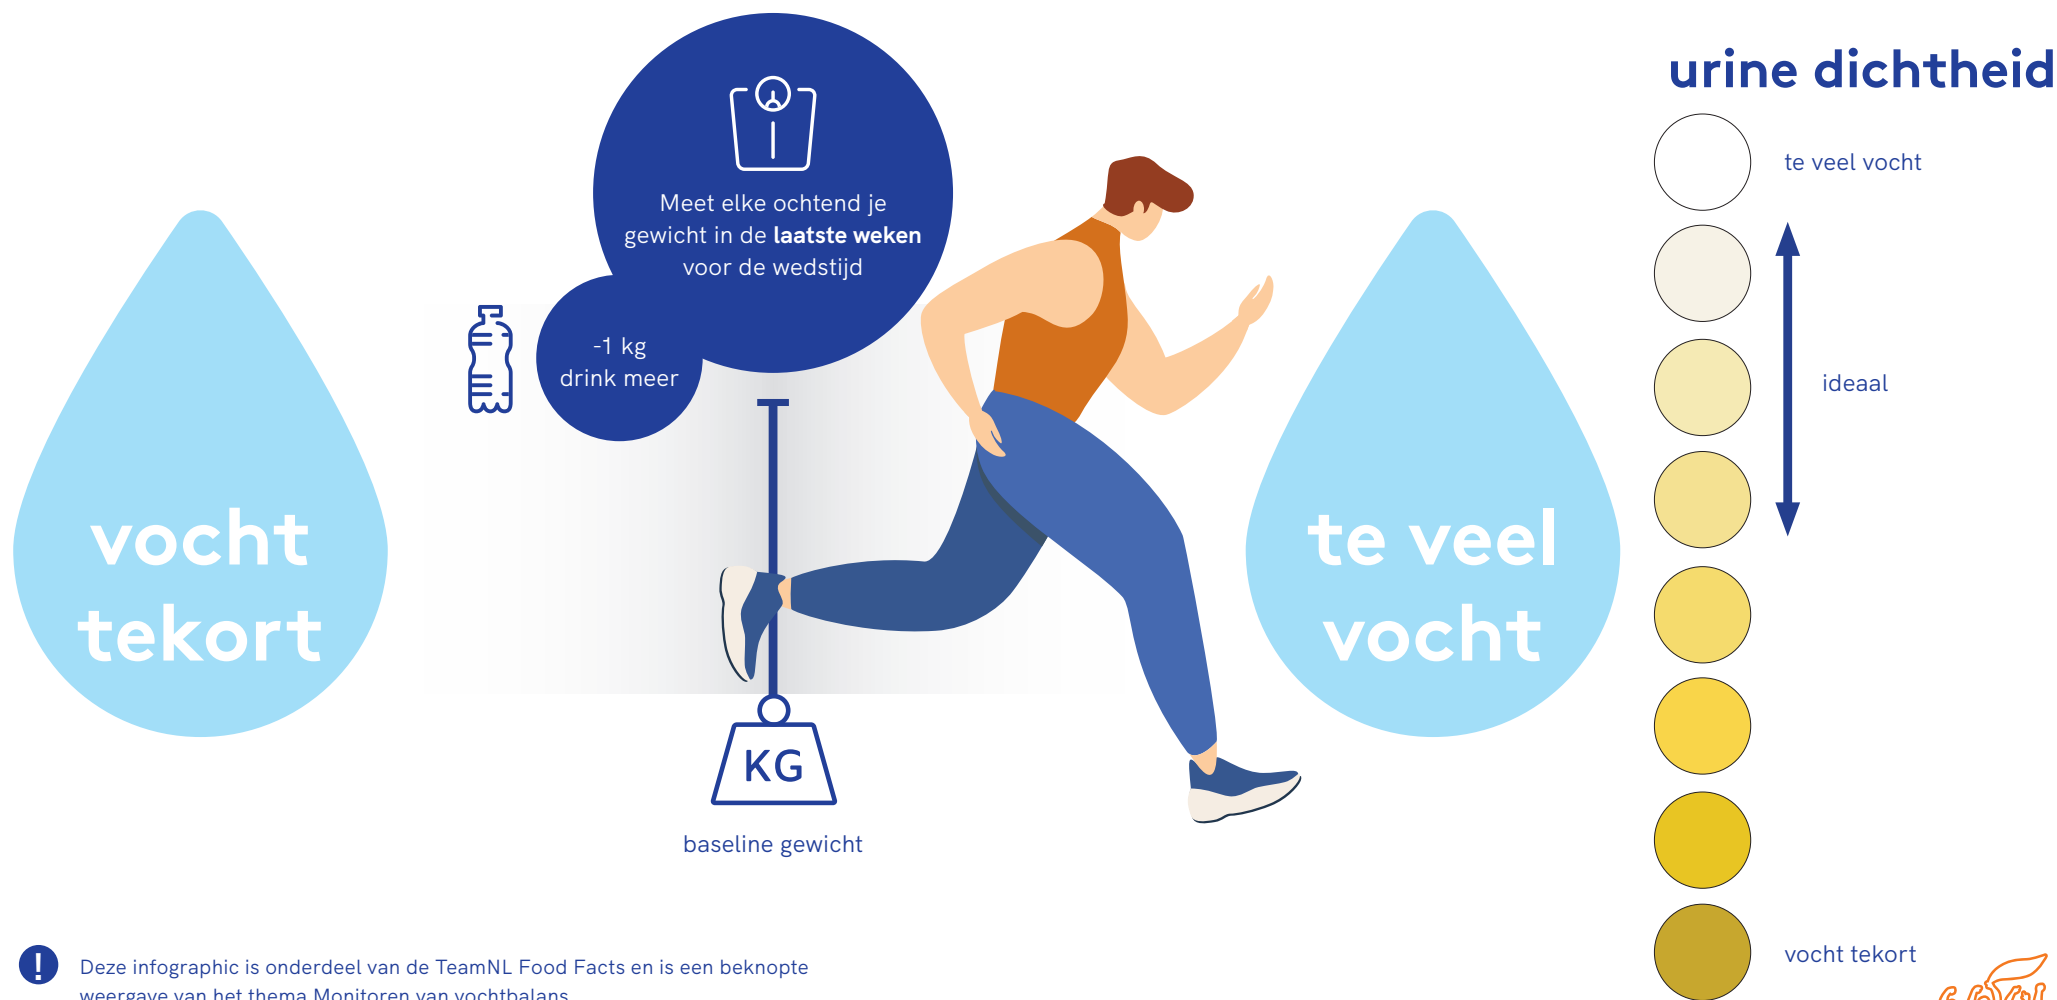 urine dichtheid
te veel vocht
Meet elke ochtend je
gewicht in de laatste weken
voor de wedstijd
-1 kg
drink meer
ideaal
vocht
tekort
te veel
vocht
KG
baseline gewicht
vocht tekort
Deze infographic is onderdeel van de TeamNL Food Facts en is een beknopte
weergave van het thema Monitoren van vochtbalans